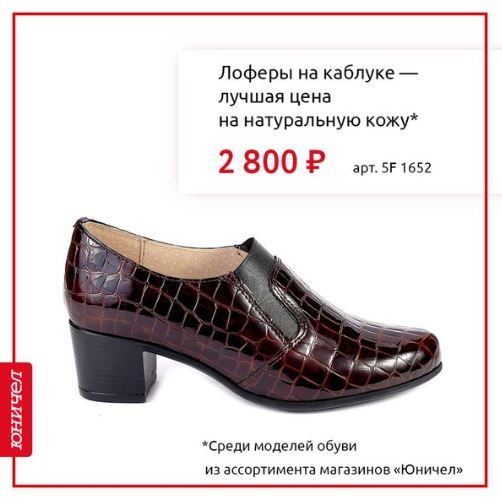 Лоферы на каблуке —
лучшая цена
на натуральную кожу*
2 800 ₽
арт. 5F 1652
ЮНИЧЕЛ
*Среди моделей обуви
из ассортимента магазинов «Юничел»